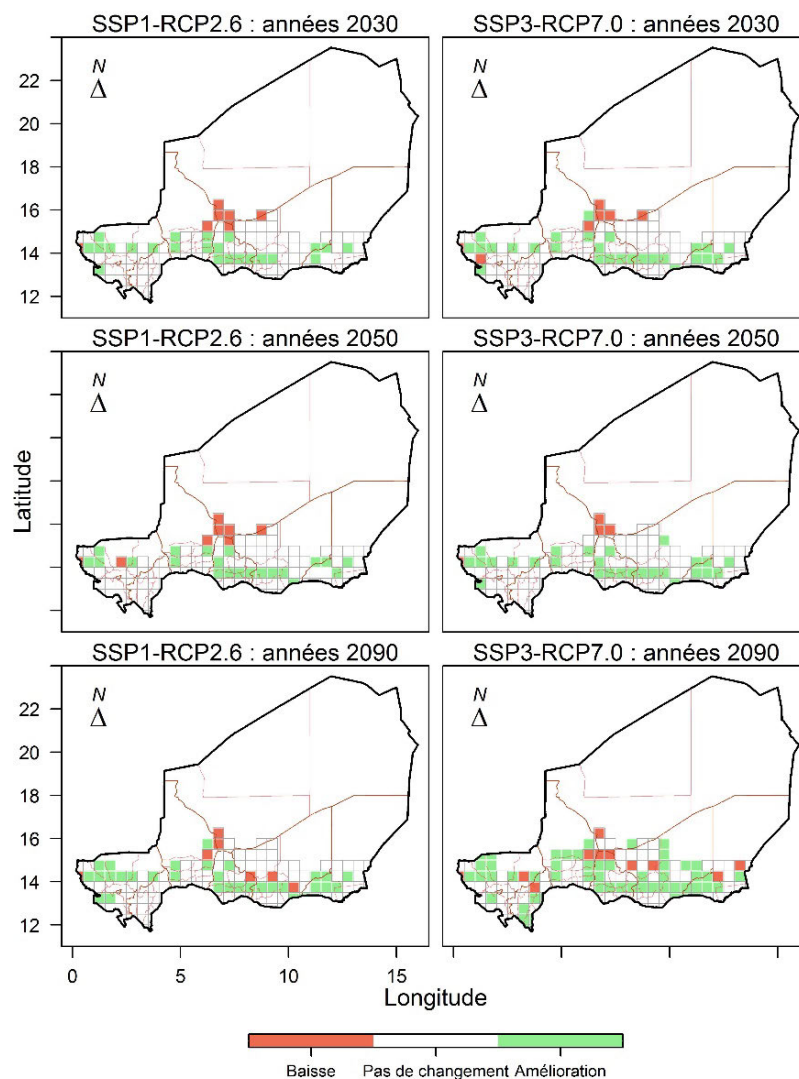 SSP1-RCP2.6 : années 2030
SSP3-RCP7.0 : années 2030
N
Δ
N
Δ
22
20
18
16
14
12
SSP1-RCP2.6 : années 2050
SSP3-RCP7.0 : années 2050
N
Δ
N
Δ
Latitude
SSP1-RCP2.6 : années 2090
SSP3-RCP7.0 : années 2090
N
Δ
N
Δ
22
20
18
16
14
12
0 5 10 15
Longitude
Baisse Pas de changement Amélioration